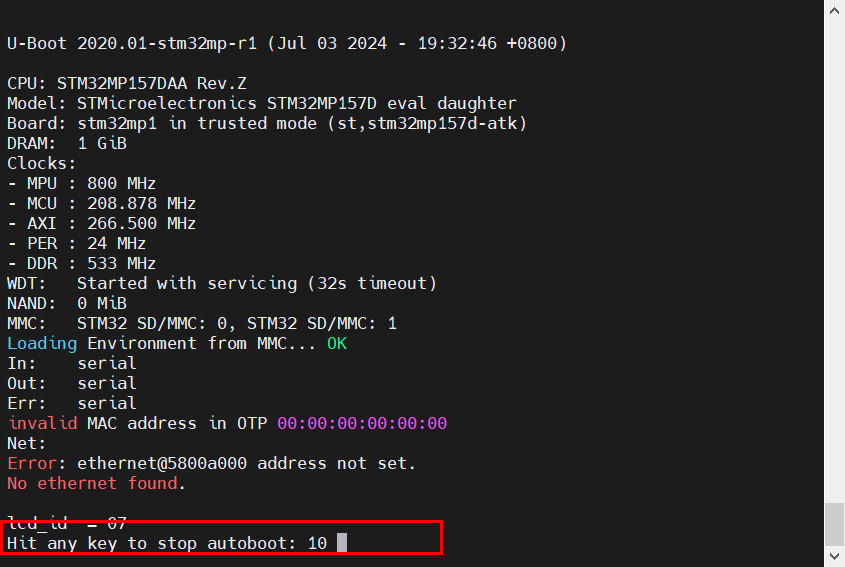 U-Boot 2020.01-stm32mp-r1 (Jul 03 2024 - 19:32:46 +0800)
CPU: STM32MP157DAA Rev.Z
Model: STMicroelectronics STM32MP157D eval daughter
Board: stm32mp1 in trusted mode (st,stm32mp157d-atk)
DRAM:  1 GiB
Clocks:
- MPU : 800 MHz
- MCU : 208.878 MHz
- AXI : 266.500 MHz
- PER : 24 MHz
- DDR : 533 MHz
WDT:   Started with servicing (32s timeout)
NAND:  0 MiB
MMC:   STM32 SD/MMC: 0, STM32 SD/MMC: 1
Loading Environment from MMC... OK
In:    serial
Out:   serial
Err:   serial
invalid MAC address in OTP 00:00:00:00:00:00
Net:
Error: ethernet@5800a000 address not set.
No ethernet found.
lcd_id  = 07
Hit any key to stop autoboot: 10